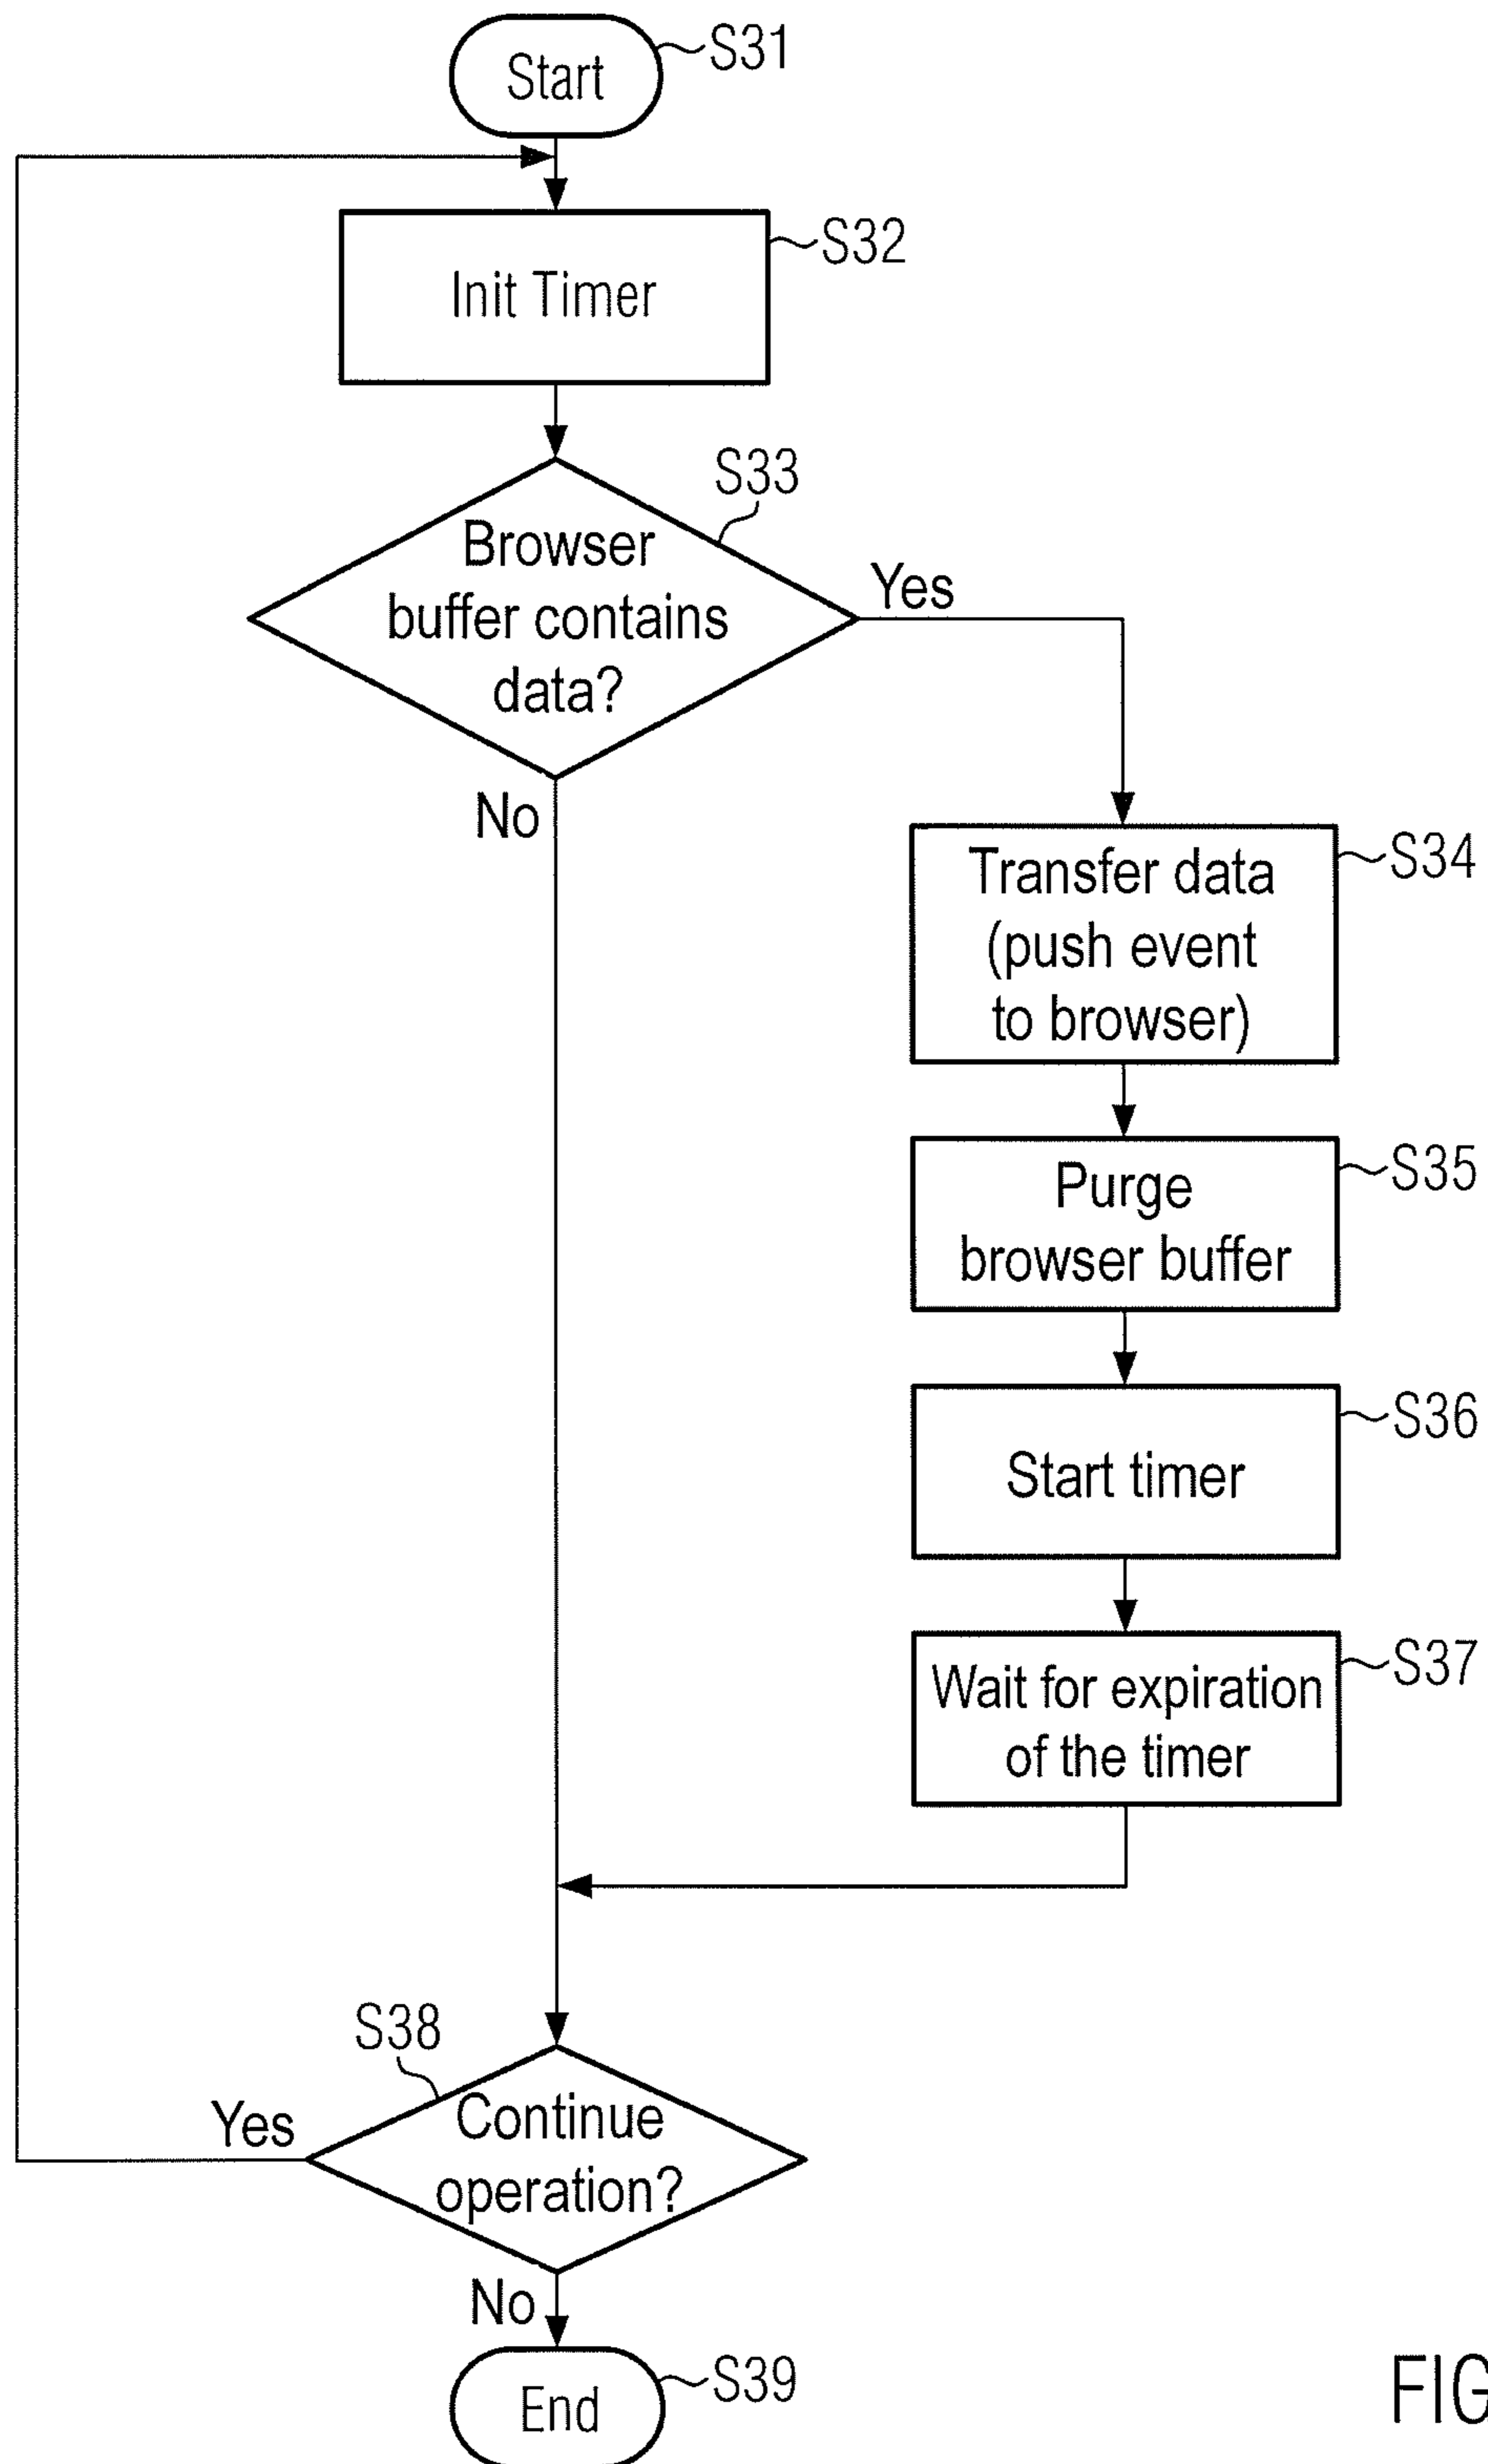 Start
S31
Init Timer
S32
S33
Browser
buffer contains
data?
Yes
No
Transfer data
(push event
to browser)
S34
Purge
browser buffer
S35
Start timer
S36
Wait for expiration
of the timer
S37
S38
Continue
operation?
Yes
No
End
S39
FIG